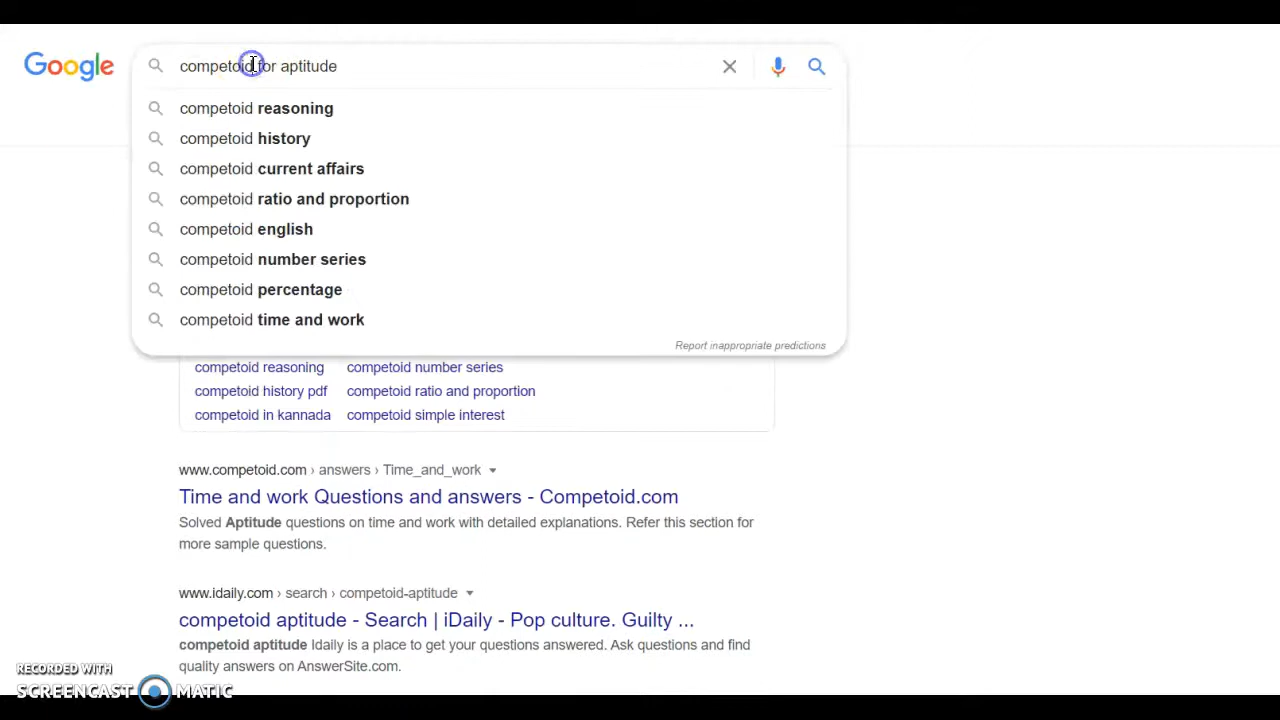 Google
competoid for aptitude
competoid reasoning
competoid history
competoid current affairs
competoid ratio and proportion
competoid english
competoid number series
competoid percentage
competoid time and work
Report inappropriate predictions
competoid reasoning competoid number series
competoid history pdf competoid ratio and proportion
competoid in kannada competoid simple interest
www.competoid.com › answers › Time_and_work
Time and work Questions and answers - Competoid.com
Solved Aptitude questions on time and work with detailed explanations. Refer this section for
more sample questions.
www.idaily.com › search › competoid-aptitude
competoid aptitude - Search | iDaily - Pop culture. Guilty ...
competoid aptitude Idaily is a place to get your questions answered. Ask questions and find
quality answers on AnswerSite.com.
RECORDED WITH
SCREENCAST MATIC